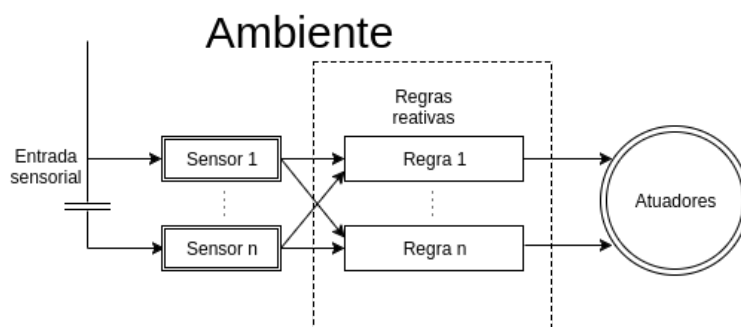 Ambiente
Regras
reativas
Entrada
sensorial
Sensor 1
Regra 1
Atuadores
Sensor n
Regra n